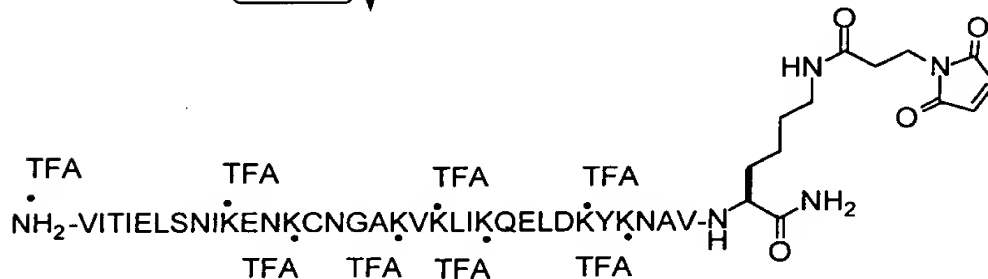 O O
HN N
O
TFA TFA TFA TFA
NH₂-VITIELSNIKENKCNGAKVKLIKQELDKYKNAV-N NH₂
H O
TFA TFA TFA TFA